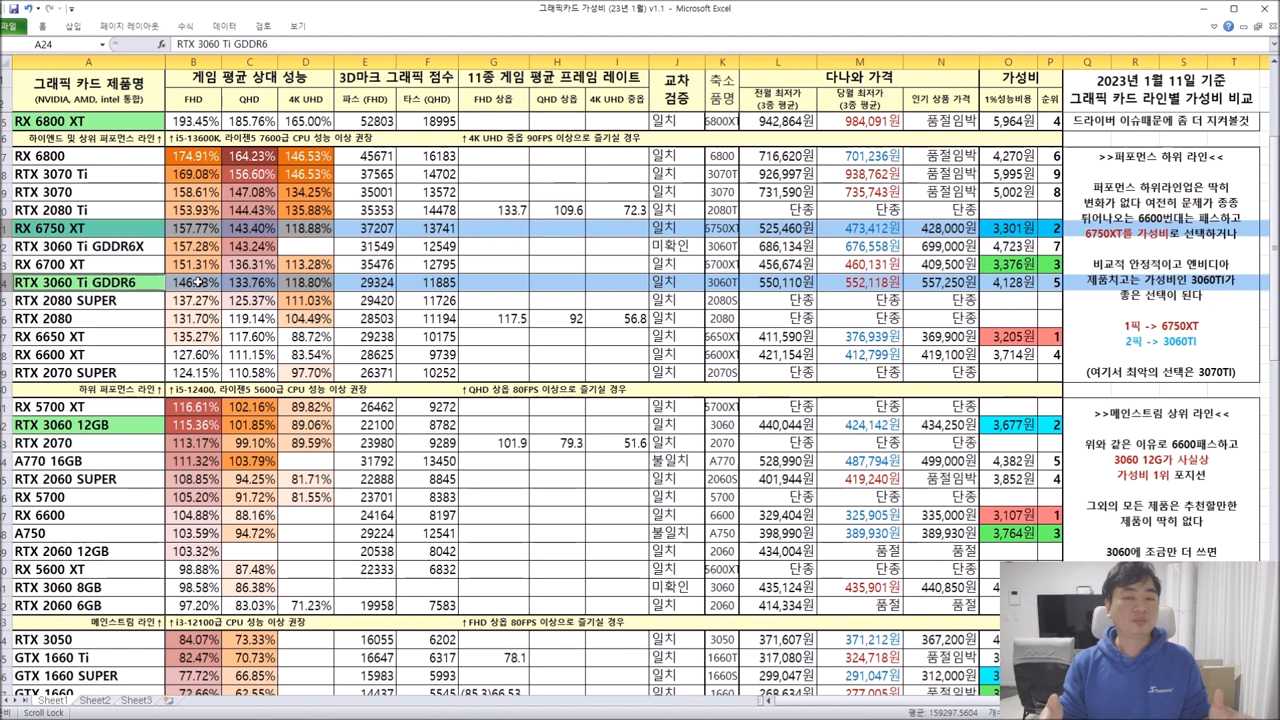 그래픽카드 가성비 (23년 1월) v1.1 - Microsoft Excel
파일 홈 삽입 페이지 레이아웃 수식 데이터 검토 보기
A24 fx RTX 3060 Ti GDDR6
A B C D E F G H I J K L M N O P Q R S T
그래픽 카드 제품명 게임 평균 상대 성능 3D마크 그래픽 점수 11종 게임 평균 프레임 레이트 교차 검증 축소 품명 다나와 가격 가성비 2023년 1월 11일 기준
(NVIDIA, AMD, intel 통합) FHD QHD 4K UHD 파스 (FHD) 타스 (QHD) FHD 상옵 QHD 상옵 4K UHD 중옵 전월 최저가 (3종 평균) 당월 최저가 (3종 평균) 인기 상품 가격 1%성능비용 순위 그래픽 카드 라인별 가성비 비교
RX 6800 XT 193.45% 185.76% 165.00% 52803 18995 일치 6800XT 942,864원 984,091원 품절임박 5,964원 4 드라이버 이슈때문에 좀 더 지켜볼것
하이엔드 및 상위 퍼포먼스 라인↑ ↑i5-13600K, 라이젠5 7600급 CPU 성능 이상 권장 ↑4K UHD 중옵 90FPS 이상으로 즐기실 경우
RX 6800 174.91% 164.23% 146.53% 45671 16183 일치 6800 716,620원 701,236원 품절임박 4,270원 6 >>퍼포먼스 하위 라인<<
RTX 3070 Ti 169.08% 156.60% 146.53% 37565 14702 일치 3070T 926,997원 938,762원 품절임박 5,995원 9
RTX 3070 158.61% 147.08% 134.25% 35001 13572 일치 3070 731,590원 735,743원 품절임박 5,002원 8 퍼포먼스 하위라인업은 딱히
RTX 2080 Ti 153.93% 144.43% 135.88% 35353 14478 133.7 109.6 72.3 일치 2080T 단종 단종 단종 변화가 없다 여전히 문제가 종종
튀어나오는 6600번대는 패스하고
RX 6750 XT 157.77% 143.40% 118.88% 37207 13741 일치 6750XT 525,460원 473,412원 428,000원 3,301원 2 6750XT를 가성비로 선택하거나
RTX 3060 Ti GDDR6X 157.28% 143.24% 31549 12549 미확인 3060T 686,134원 676,558원 699,000원 4,723원 7
RX 6700 XT 151.31% 136.31% 113.28% 35476 12795 일치 6700XT 456,674원 460,131원 409,500원 3,376원 3 비교적 안정적이고 엔비디아
RTX 3060 Ti GDDR6 133.76% 118.80% 29324 11885 일치 3060T 550,110원 552,118원 557,250원 4,128원 5 제품치고는 가성비인 3060TI가
좋은 선택이 된다
RTX 2080 SUPER 137.27% 125.37% 111.03% 29420 11726 일치 2080S 단종 단종 단종
RTX 2080 131.70% 119.14% 104.49% 28503 11194 117.5 92 56.8 일치 2080 단종 단종 단종 1픽 -> 6750XT
RX 6650 XT 135.27% 117.60% 88.72% 29238 10175 일치 6650XT 411,590원 376,939원 369,900원 3,205원 1 2픽 -> 3060TI
RX 6600 XT 127.60% 111.15% 83.54% 28625 9739 일치 6600XT 421,154원 412,799원 419,100원 3,714원 4
RTX 2070 SUPER 124.15% 110.58% 97.70% 26371 10252 일치 2070S 단종 단종 단종 (여기서 최악의 선택은 3070TI)
하위 퍼포먼스 라인↑ ↑i5-12400, 라이젠5 5600급 CPU 성능 이상 권장 ↑QHD 상옵 80FPS 이상으로 즐기실 경우
RX 5700 XT 116.61% 102.16% 89.82% 26462 9272 일치 5700XT 단종 단종 단종 >>메인스트림 상위 라인<<
RTX 3060 12GB 115.36% 101.85% 89.06% 22100 8782 일치 3060 440,044원 424,142원 434,250원 3,677원 2
RTX 2070 113.17% 99.10% 89.59% 23980 9289 101.9 79.3 51.6 일치 2070 단종 단종 단종 위와 같은 이유로 6600패스하고
A770 16GB 111.32% 103.79% 31792 13450 불일치 A770 528,990원 487,794원 499,000원 4,382원 5 3060 12G가 사실상
RTX 2060 SUPER 108.85% 94.25% 81.71% 22888 8845 일치 2060S 401,944원 419,240원 품절임박 3,852원 4 가성비 1위 포지션
RX 5700 105.20% 91.72% 81.55% 23701 8383 일치 5700 단종 단종 단종
RX 6600 104.88% 88.16% 24164 8197 일치 6600 329,404원 325,905원 335,000원 3,107원 1 그외의 모든 제품은 추천할만한
제품이 딱히 없다
A750 103.59% 94.72% 29224 12541 불일치 A750 398,990원 389,930원 389,930원 3,764원 3
RTX 2060 12GB 103.32% 20538 8042 일치 2060 434,004원 품절 품절 3060에 조금만 더 쓰면
RX 5600 XT 98.88% 87.48% 22333 6832 일치 5600XT 단종 단종 단종
RTX 3060 8GB 98.58% 86.38% 미확인 3060 435,124원 435,901원 440,850원
RTX 2060 6GB 97.20% 83.03% 71.23% 19958 7583 일치 2060 414,334원 품절 품절
메인스트림 라인↑ ↑i3-12100급 CPU 성능 이상 권장 ↑FHD 상옵 80FPS 이상으로 즐기실 경우
RTX 3050 84.07% 73.33% 16055 6202 일치 3050 371,607원 371,212원 367,200원
GTX 1660 Ti 82.47% 70.73% 16647 6317 78.1 일치 1660T 317,080원 324,718원 품절임박
GTX 1660 SUPER 77.72% 66.85% 15983 5993 일치 1660S 299,047원 291,047원 312,000원
GTX 1660 72.66% 62.55% 14437 5545 (85.3)66.53 일치 1660 268,634원 277,005원 품절임박
Sheet1 Sheet2 Sheet3
Scroll Lock 평균: 159297.5604